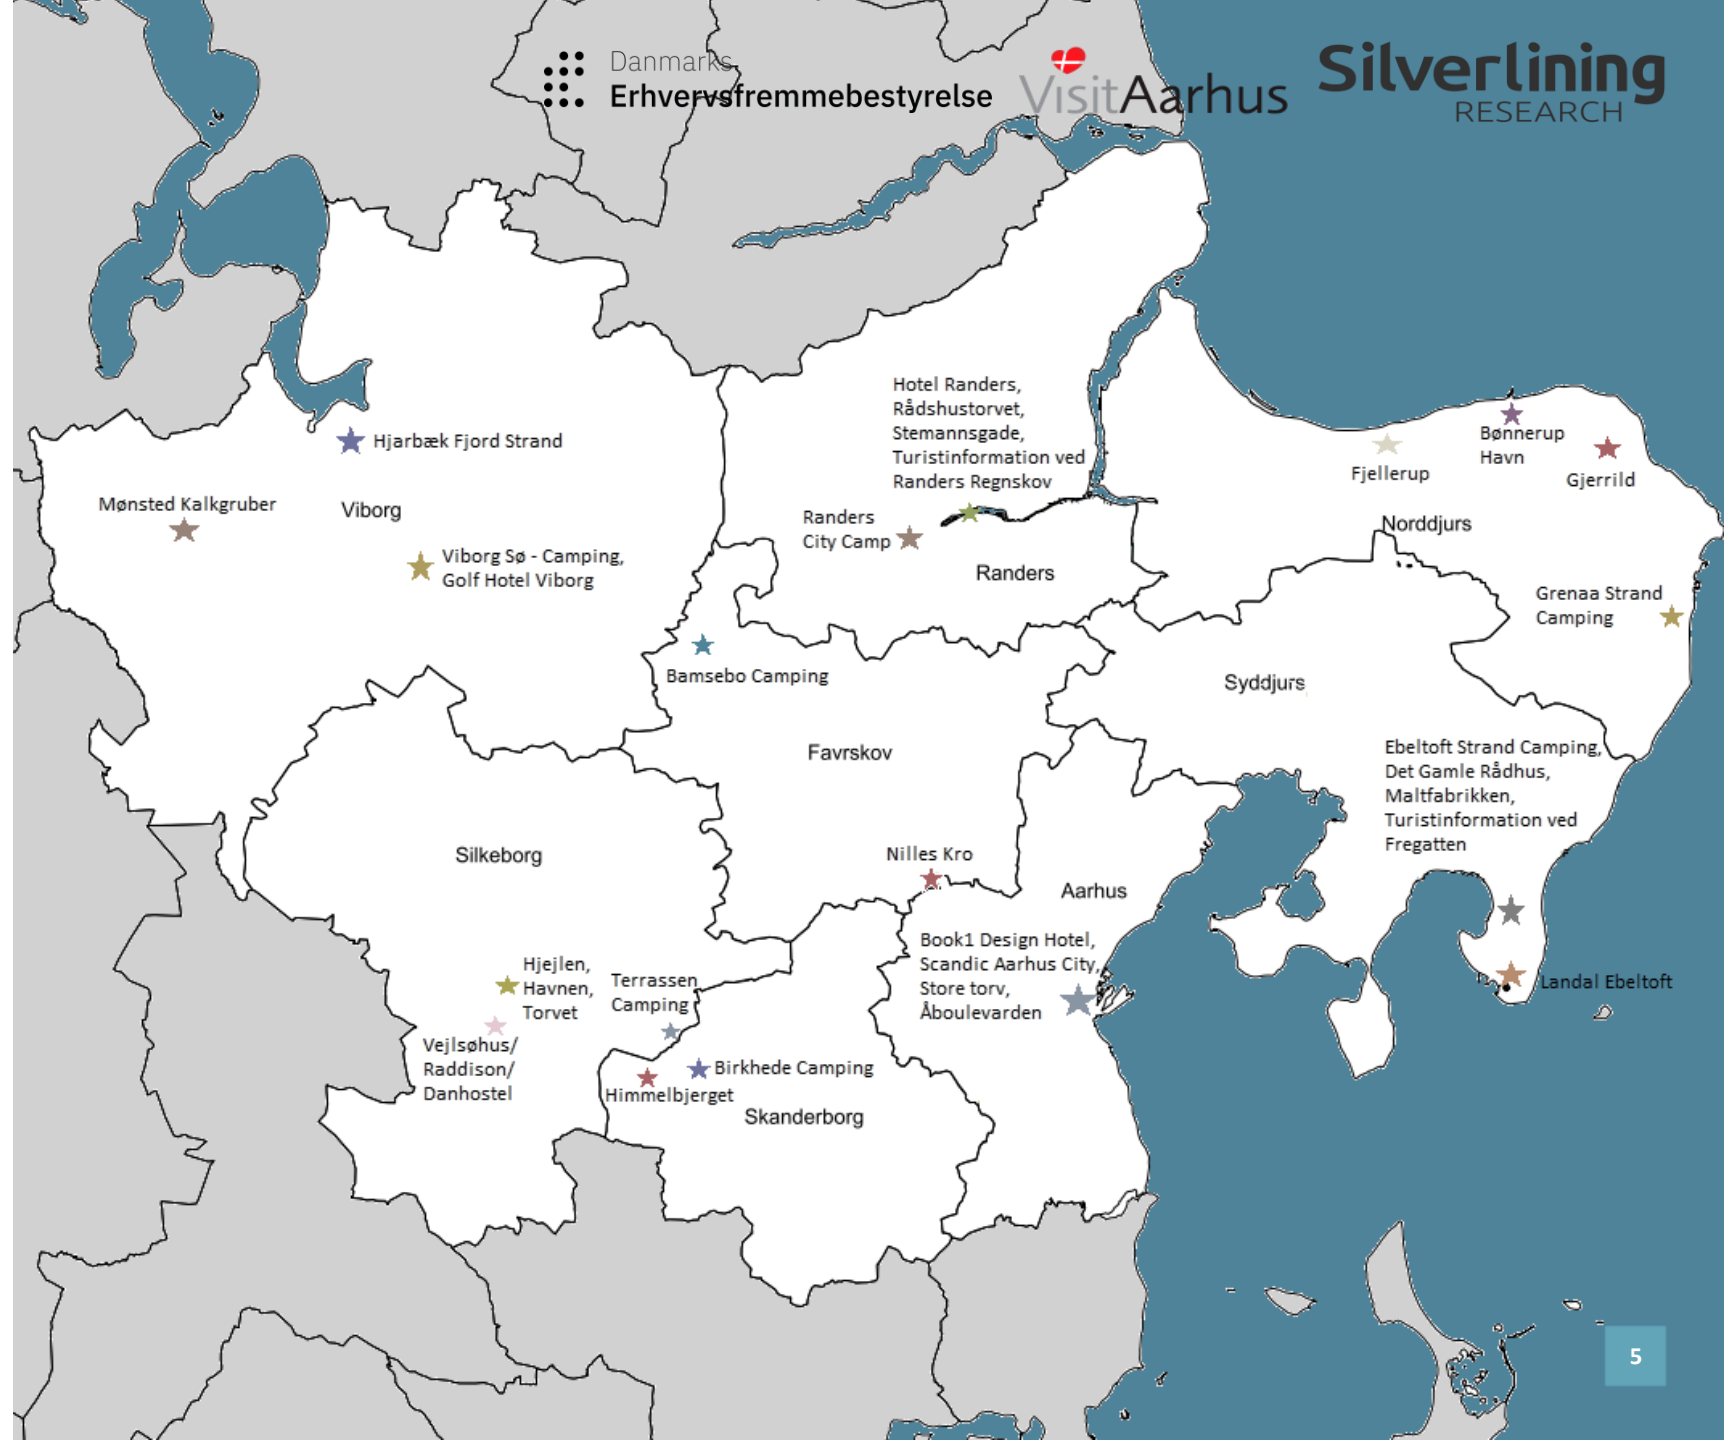 Danmarks
Erhvervsfremmebestyrelse
VisitAarhus
Silverlining
RESEARCH
Hotel Randers,
Rådshustorvet,
Stemannsgade,
Turistinformation ved
Randers Regnskov
Hjarbæk Fjord Strand
Bønnerup
Havn
Fjellerup
Gjerrild
Mønsted Kalkgruber
Viborg
Randers
City Camp
Norddjurs
Viborg Sø - Camping,
Golf Hotel Viborg
Randers
Grenaa Strand
Camping
Bamsebo Camping
Syddjurs
Favrskov
Ebeltoft Strand Camping,
Det Gamle Rådhus,
Maltfabrikken,
Turistinformation ved
Fregatten
Silkeborg
Nilles Kro
Aarhus
Book1 Design Hotel,
Scandic Aarhus City,
Store torv,
Åboulevarden
Hjejlen,
Havnen,
Torvet
Terrassen
Camping
Landal Ebeltoft
Vejlsøhus/
Raddison/
Danhostel
Birkhede Camping
Himmelbjerget
Skanderborg
5